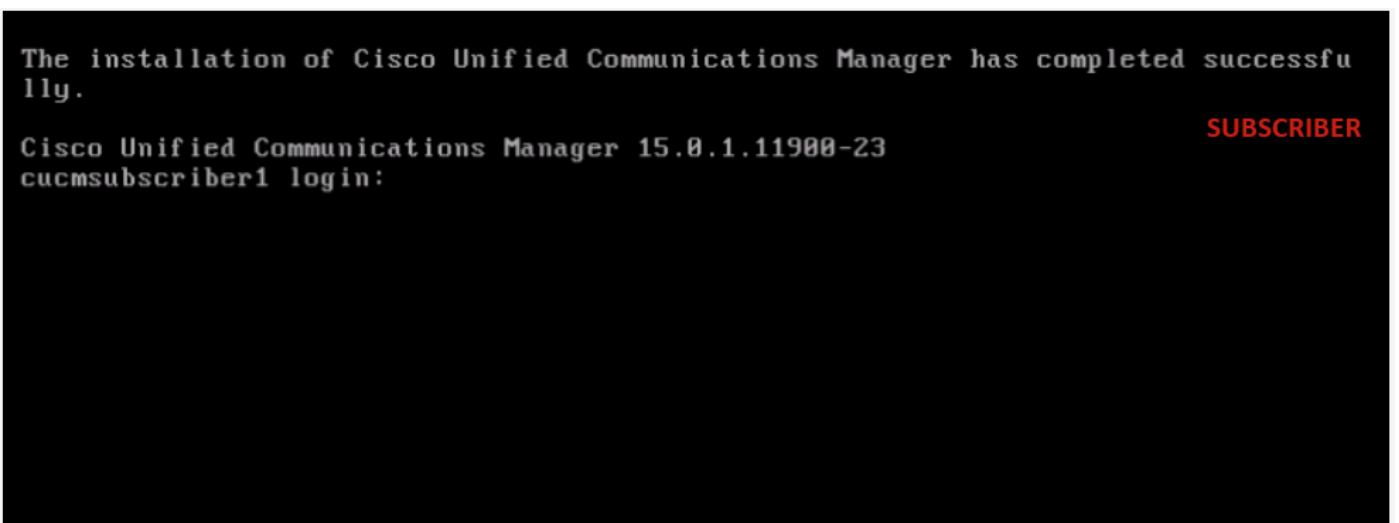 The installation of Cisco Unified Communications Manager has completed successfu
lly.
SUBSCRIBER
Cisco Unified Communications Manager 15.0.1.11900-23
cucmsubscriber1 login: